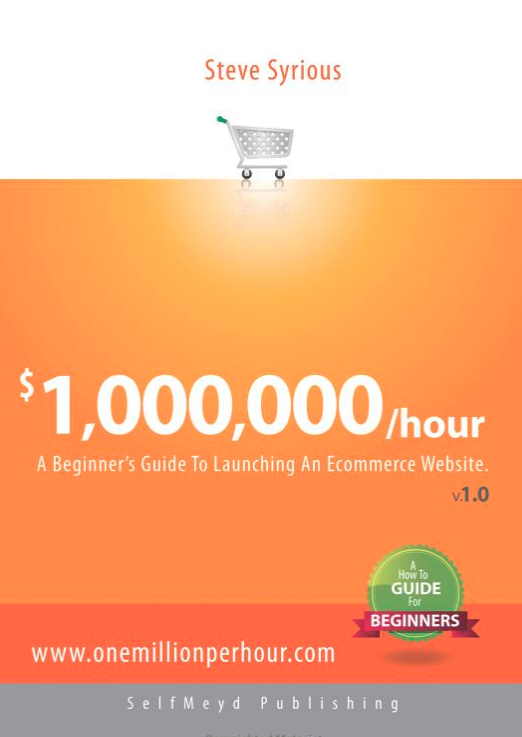 Steve Syrious
$1,000,000/hour
A Beginner's Guide To Launching An Ecommerce Website.
v.1.0
A
How To
GUIDE
For
BEGINNERS
www.onemillionperhour.com
SelfMeyd Publishing